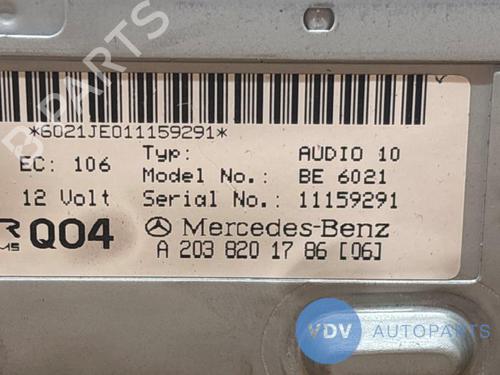 *6021JE011159291*
EC: 106 Typ: AUDIO 10
Model No.: BE 6021
12 Volt Serial No.: 11159291
Q04 Mercedes-Benz
A 203 820 17 86 [06]
B-PARTS
VDV AUTOPARTS